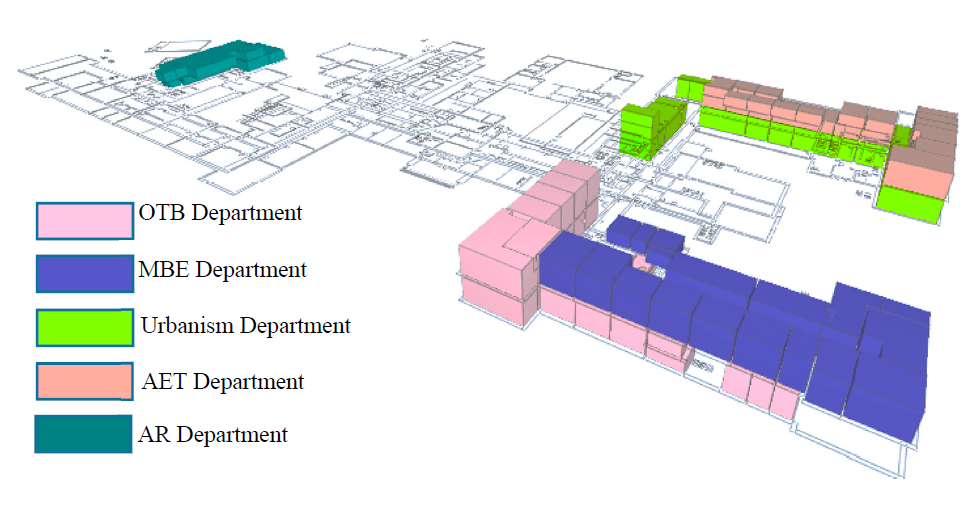 OTB Department
MBE Department
Urbanism Department
AET Department
AR Department